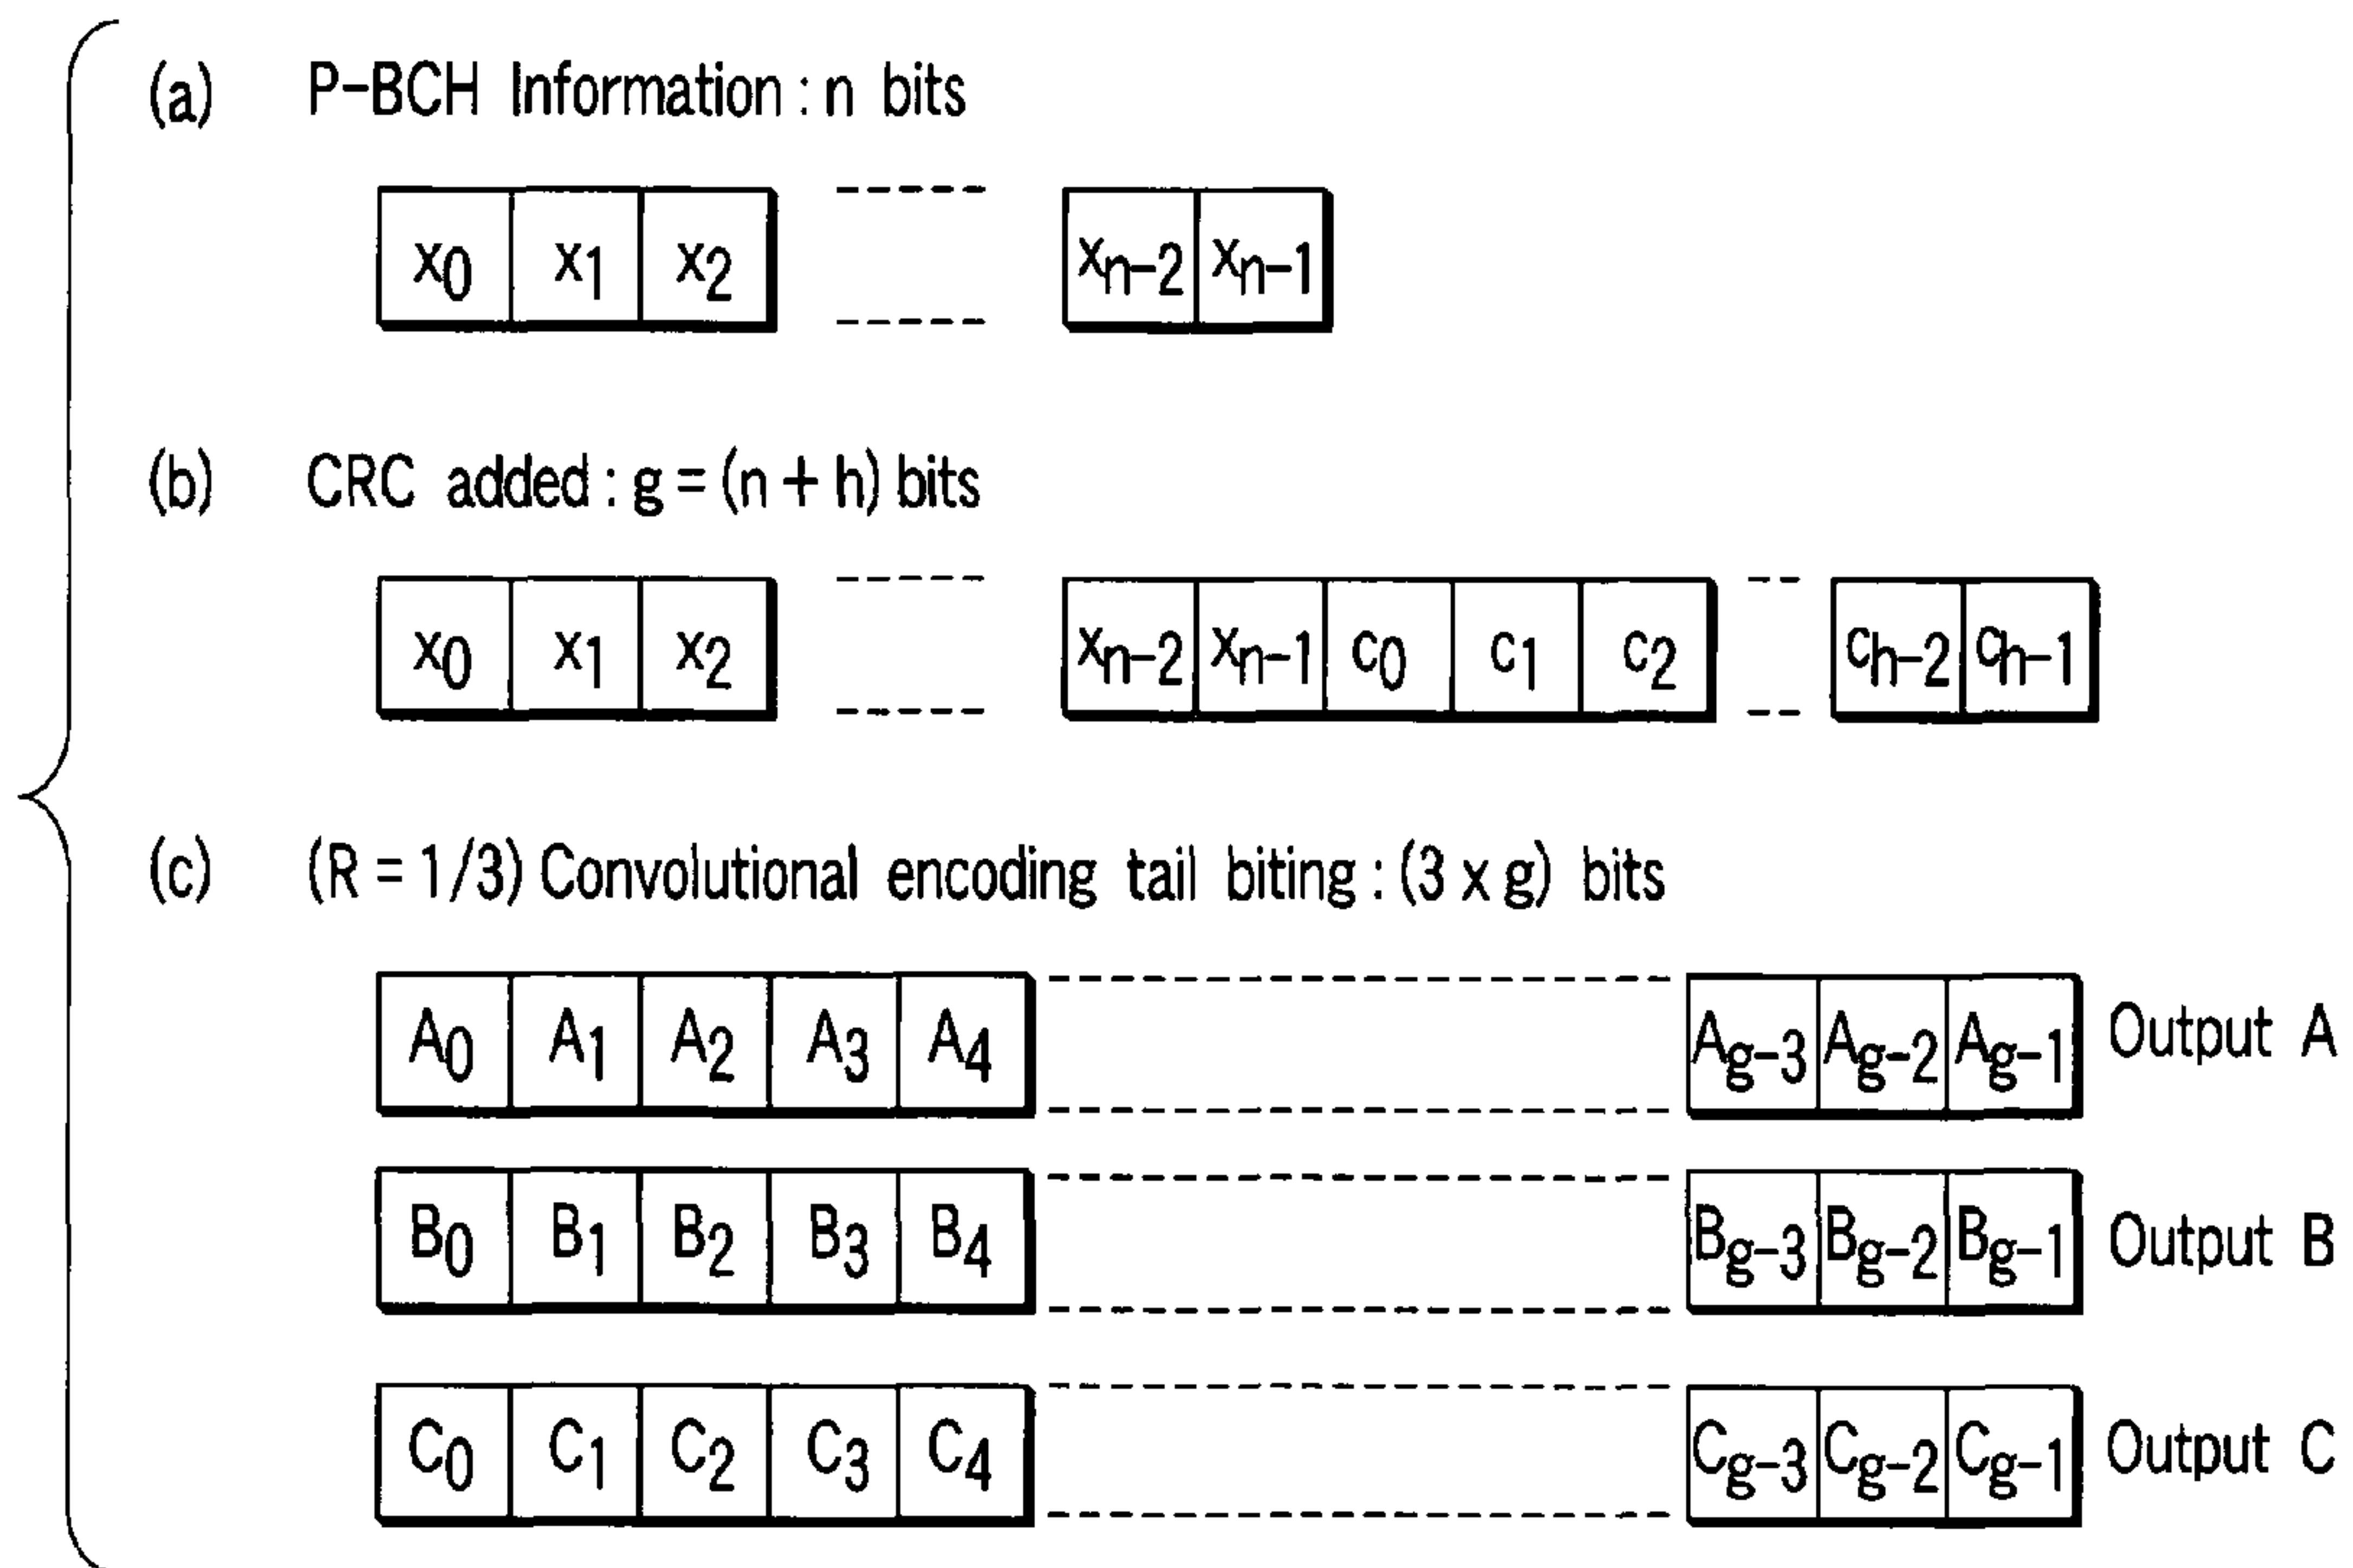 (a) P-BCH Information : n bits
x0 x1 x2 xn-2 xn-1
(b) CRC added : g = (n + h) bits
x0 x1 x2 xn-2 xn-1 c0 c1 c2 ch-2 ch-1
(c) (R = 1/3) Convolutional encoding tail biting : (3 x g) bits
A0 A1 A2 A3 A4 Ag-3 Ag-2 Ag-1 Output A
B0 B1 B2 B3 B4 Bg-3 Bg-2 Bg-1 Output B
C0 C1 C2 C3 C4 Cg-3 Cg-2 Cg-1 Output C